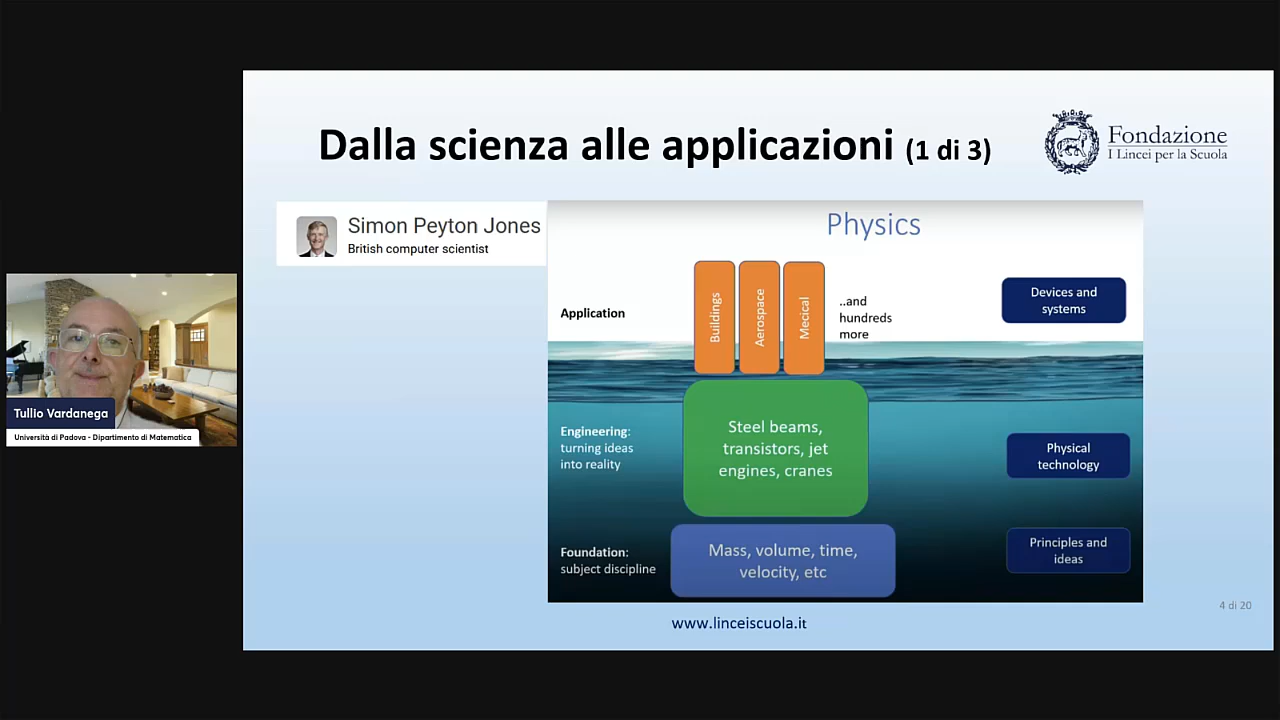 Dalla scienza alle applicazioni (1 di 3)
Fondazione
I Lincei per la Scuola
Simon Peyton Jones
British computer scientist
Physics
Application
Buildings
Aerospace
Mecical
..and
hundreds
more
Devices and
systems
Engineering:
turning ideas
into reality
Steel beams,
transistors, jet
engines, cranes
Physical
technology
Foundation:
subject discipline
Mass, volume, time,
velocity, etc
Principles and
ideas
Tullio Vardanega
Università di Padova - Dipartimento di Matematica
4 di 20
www.linceiscuola.it